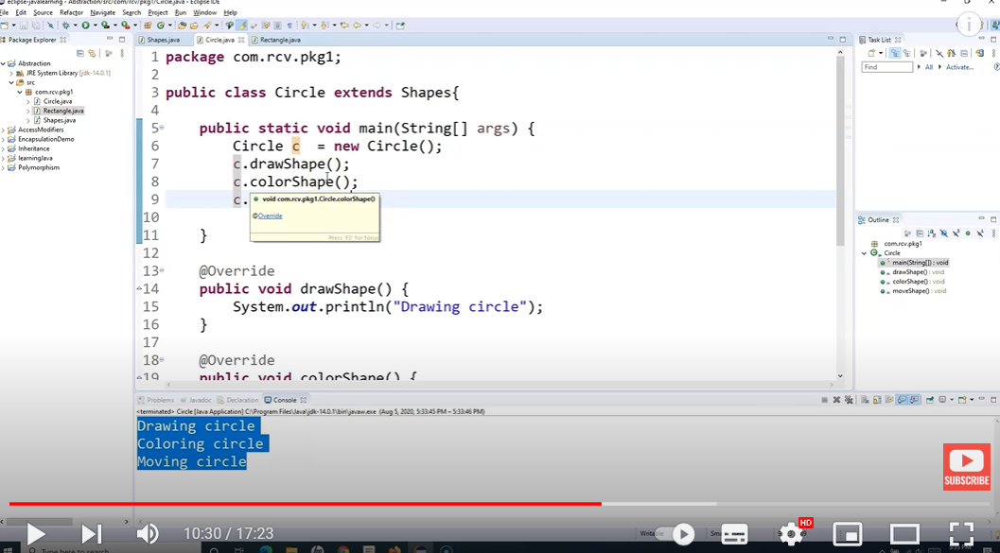 eclipse-javalearning - Abstraction/src/com/rcv/pkg1/Circle.java - Eclipse IDE
File Edit Source Refactor Navigate Search Project Run Window Help
Package Explorer
Shapes.java Circle.java Rectangle.java
Task List
Find All Activate...
Abstraction
JRE System Library [jdk-14.0.1]
src
com.rcv.pkg1
Circle.java
Rectangle.java
Shapes.java
AccessModifiers
EncapsulationDemo
Inheritance
learningJava
Polymorphism
1 package com.rcv.pkg1;
2
3 public class Circle extends Shapes{
4
5 public static void main(String[] args) {
6 Circle c = new Circle();
7 c.drawShape();
8 c.colorShape();
9 c.
void com.rcv.pkg1.Circle.colorShape()
@Override
Press 'F2' for focus
10
11 }
12
13 @Override
14 public void drawShape() {
15 System.out.println("Drawing circle");
16 }
17
18 @Override
19 public void colorShape() {
Outline
com.rcv.pkg1
Circle
main(String[]) : void
drawShape() : void
colorShape() : void
moveShape() : void
Problems Javadoc Declaration Console
<terminated> Circle [Java Application] C:\Program Files\Java\jdk-14.0.1\bin\javaw.exe (Aug 5, 2020, 5:33:45 PM – 5:33:46 PM)
Drawing circle
Coloring circle
Moving circle
SUBSCRIBE
10:30 / 17:23
HD
Type here to search